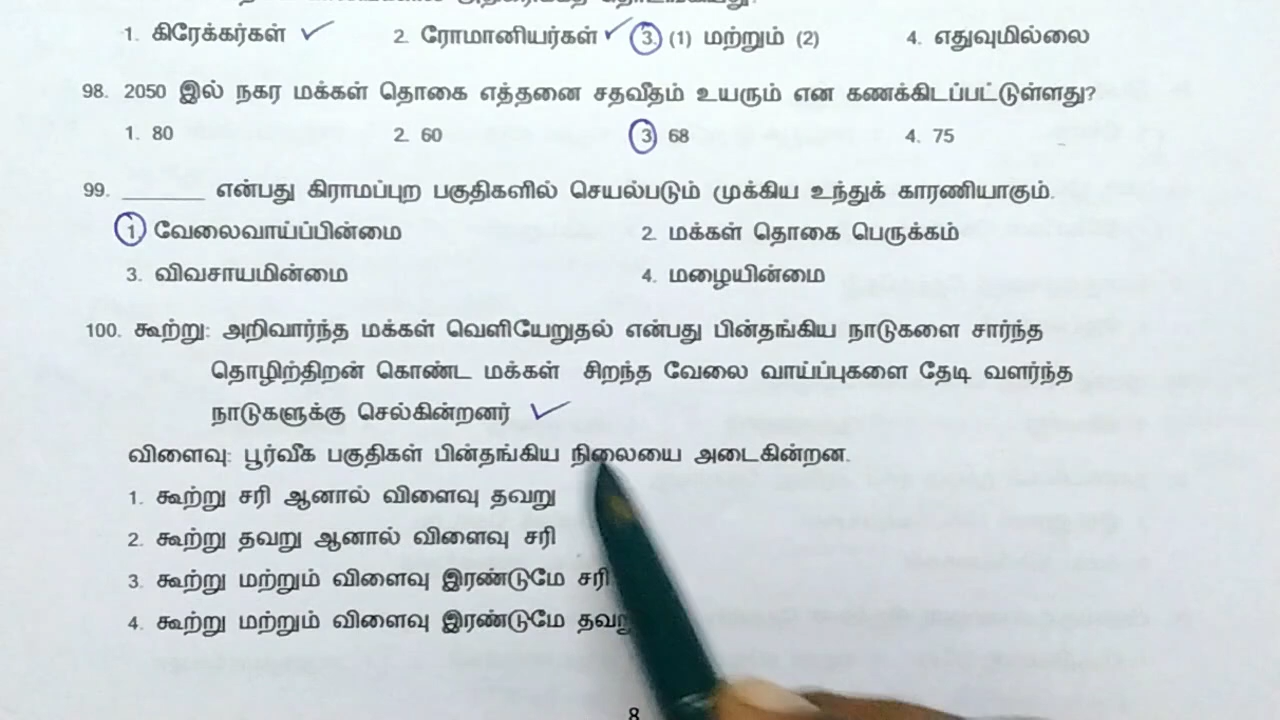 1. கிரேக்கர்கள் 2. ரோமானியர்கள் 3. (1) மற்றும் (2) 4. எதுவுமில்லை
98. 2050 இல் நகர மக்கள் தொகை எத்தனை சதவீதம் உயரும் என கணக்கிடப்பட்டுள்ளது?
1. 80 2. 60 3. 68 4. 75
99. ______ என்பது கிராமப்புற பகுதிகளில் செயல்படும் முக்கிய உந்துக் காரணியாகும்.
1. வேலைவாய்ப்பின்மை 2. மக்கள் தொகை பெருக்கம்
3. விவசாயமின்மை 4. மழையின்மை
100. கூற்று: அறிவார்ந்த மக்கள் வெளியேறுதல் என்பது பின்தங்கிய நாடுகளை சார்ந்த
தொழிற்திறன் கொண்ட மக்கள் சிறந்த வேலை வாய்ப்புகளை தேடி வளர்ந்த
நாடுகளுக்கு செல்கின்றனர்
விளைவு: பூர்வீக பகுதிகள் பின்தங்கிய நிலையை அடைகின்றன.
1. கூற்று சரி ஆனால் விளைவு தவறு
2. கூற்று தவறு ஆனால் விளைவு சரி
3. கூற்று மற்றும் விளைவு இரண்டுமே சரி
4. கூற்று மற்றும் விளைவு இரண்டுமே தவறு
8